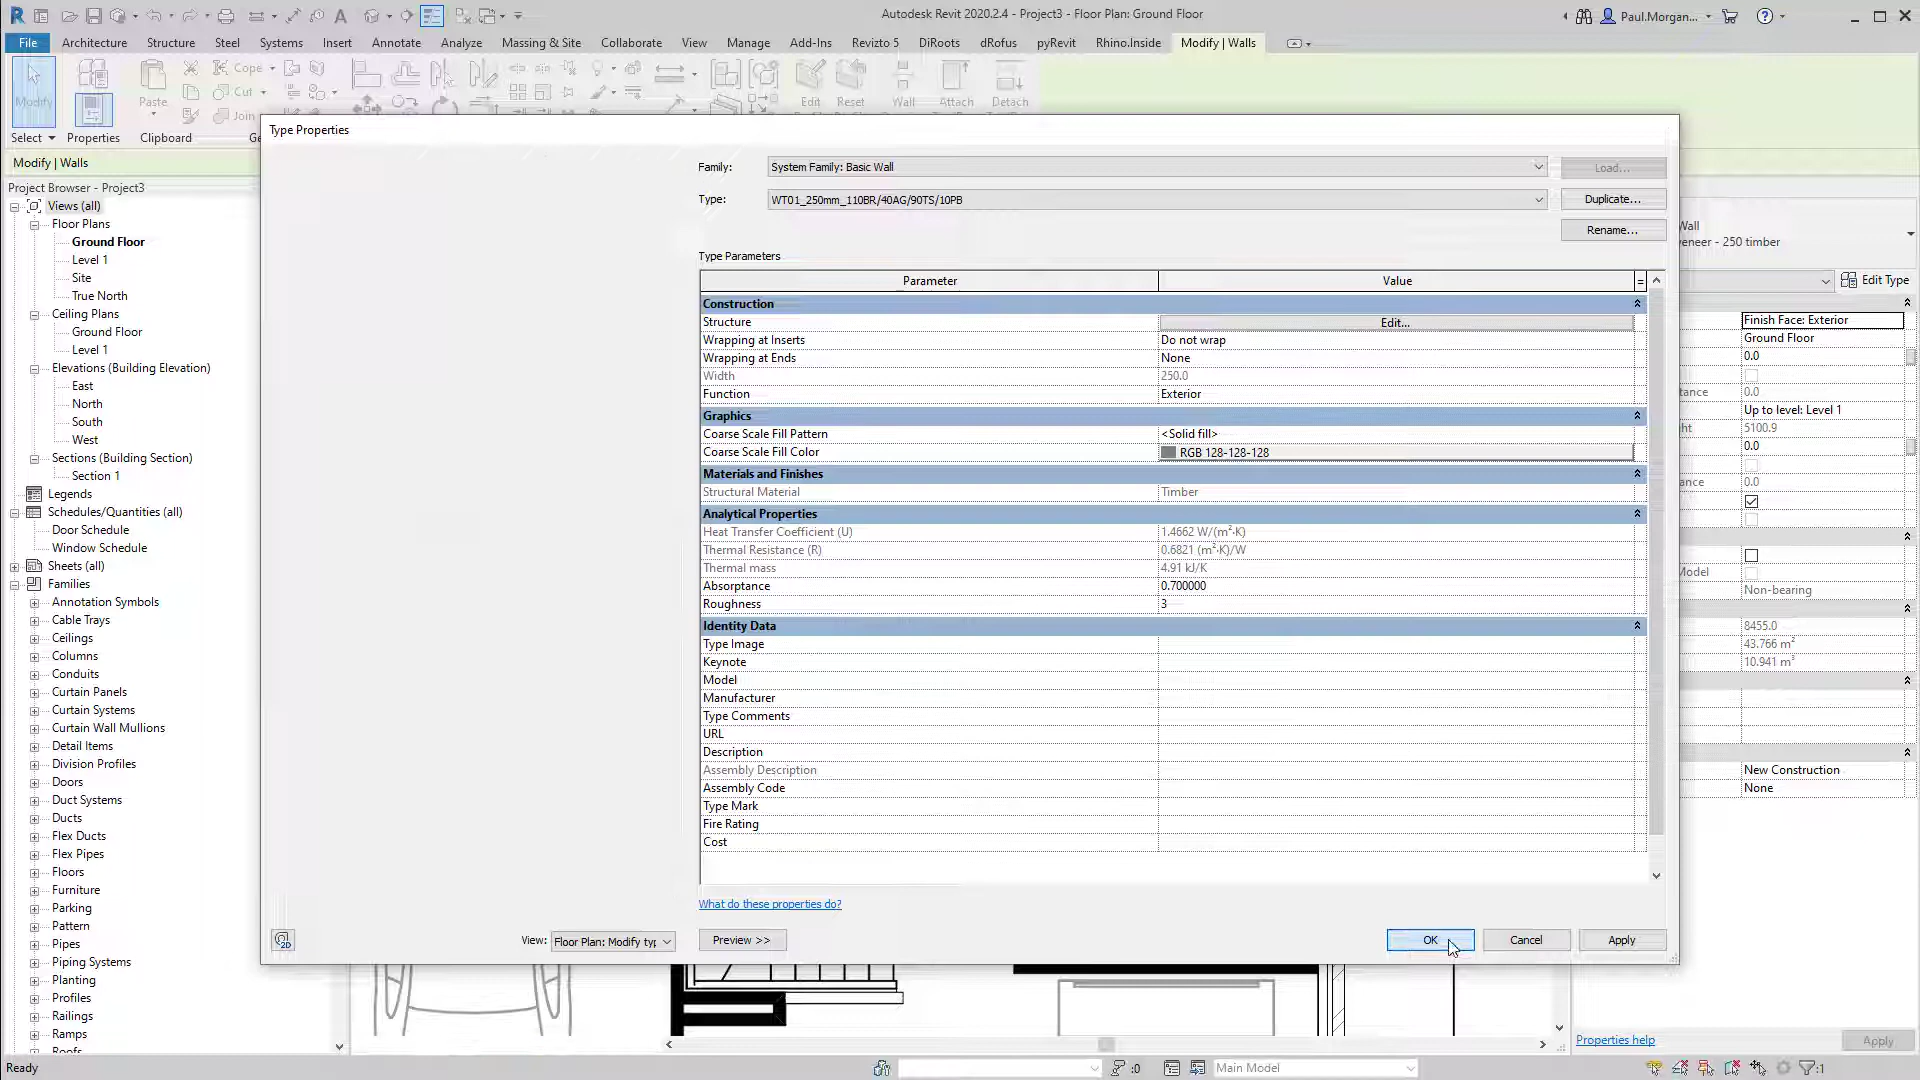 Autodesk Revit 2020.2.4 - Project3 - Floor Plan: Ground Floor
Paul.Morgan...
File Architecture Structure Steel Systems Insert Annotate Analyze Massing & Site Collaborate View Manage Add-Ins Revizto 5 DiRoots dRofus pyRevit Rhino.Inside Modify | Walls
Modify Paste Cope Cut Join Edit Reset Wall Attach Detach
Select Properties Clipboard
Modify | Walls
Project Browser - Project3
Views (all)
Floor Plans
Ground Floor
Level 1
Site
True North
Ceiling Plans
Ground Floor
Level 1
Elevations (Building Elevation)
East
North
South
West
Sections (Building Section)
Section 1
Legends
Schedules/Quantities (all)
Door Schedule
Window Schedule
Sheets (all)
Families
Annotation Symbols
Cable Trays
Ceilings
Columns
Conduits
Curtain Panels
Curtain Systems
Curtain Wall Mullions
Detail Items
Division Profiles
Doors
Duct Systems
Ducts
Flex Ducts
Flex Pipes
Floors
Furniture
Parking
Pattern
Pipes
Piping Systems
Planting
Profiles
Railings
Ramps
Roofs
Type Properties
Family: System Family: Basic Wall Load...
Type: WT01_250mm_110BR/40AG/90TS/10PB Duplicate...
Rename...
Type Parameters
Parameter Value =
Construction
Structure Edit...
Wrapping at Inserts Do not wrap
Wrapping at Ends None
Width 250.0
Function Exterior
Graphics
Coarse Scale Fill Pattern <Solid fill>
Coarse Scale Fill Color RGB 128-128-128
Materials and Finishes
Structural Material Timber
Analytical Properties
Heat Transfer Coefficient (U) 1.4662 W/(m²·K)
Thermal Resistance (R) 0.6821 (m²·K)/W
Thermal mass 4.91 kJ/K
Absorptance 0.700000
Roughness 3
Identity Data
Type Image
Keynote
Model
Manufacturer
Type Comments
URL
Description
Assembly Description
Assembly Code
Type Mark
Fire Rating
Cost
What do these properties do?
2D View: Floor Plan: Modify typ Preview >> OK Cancel Apply
Wall
veneer - 250 timber
Edit Type
Finish Face: Exterior
Ground Floor
0.0
tance 0.0
Up to level: Level 1
ht 5100.9
0.0
ance 0.0
Model
Non-bearing
8455.0
43.766 m²
10.941 m³
New Construction
None
Properties help Apply
Ready :0 Main Model :1